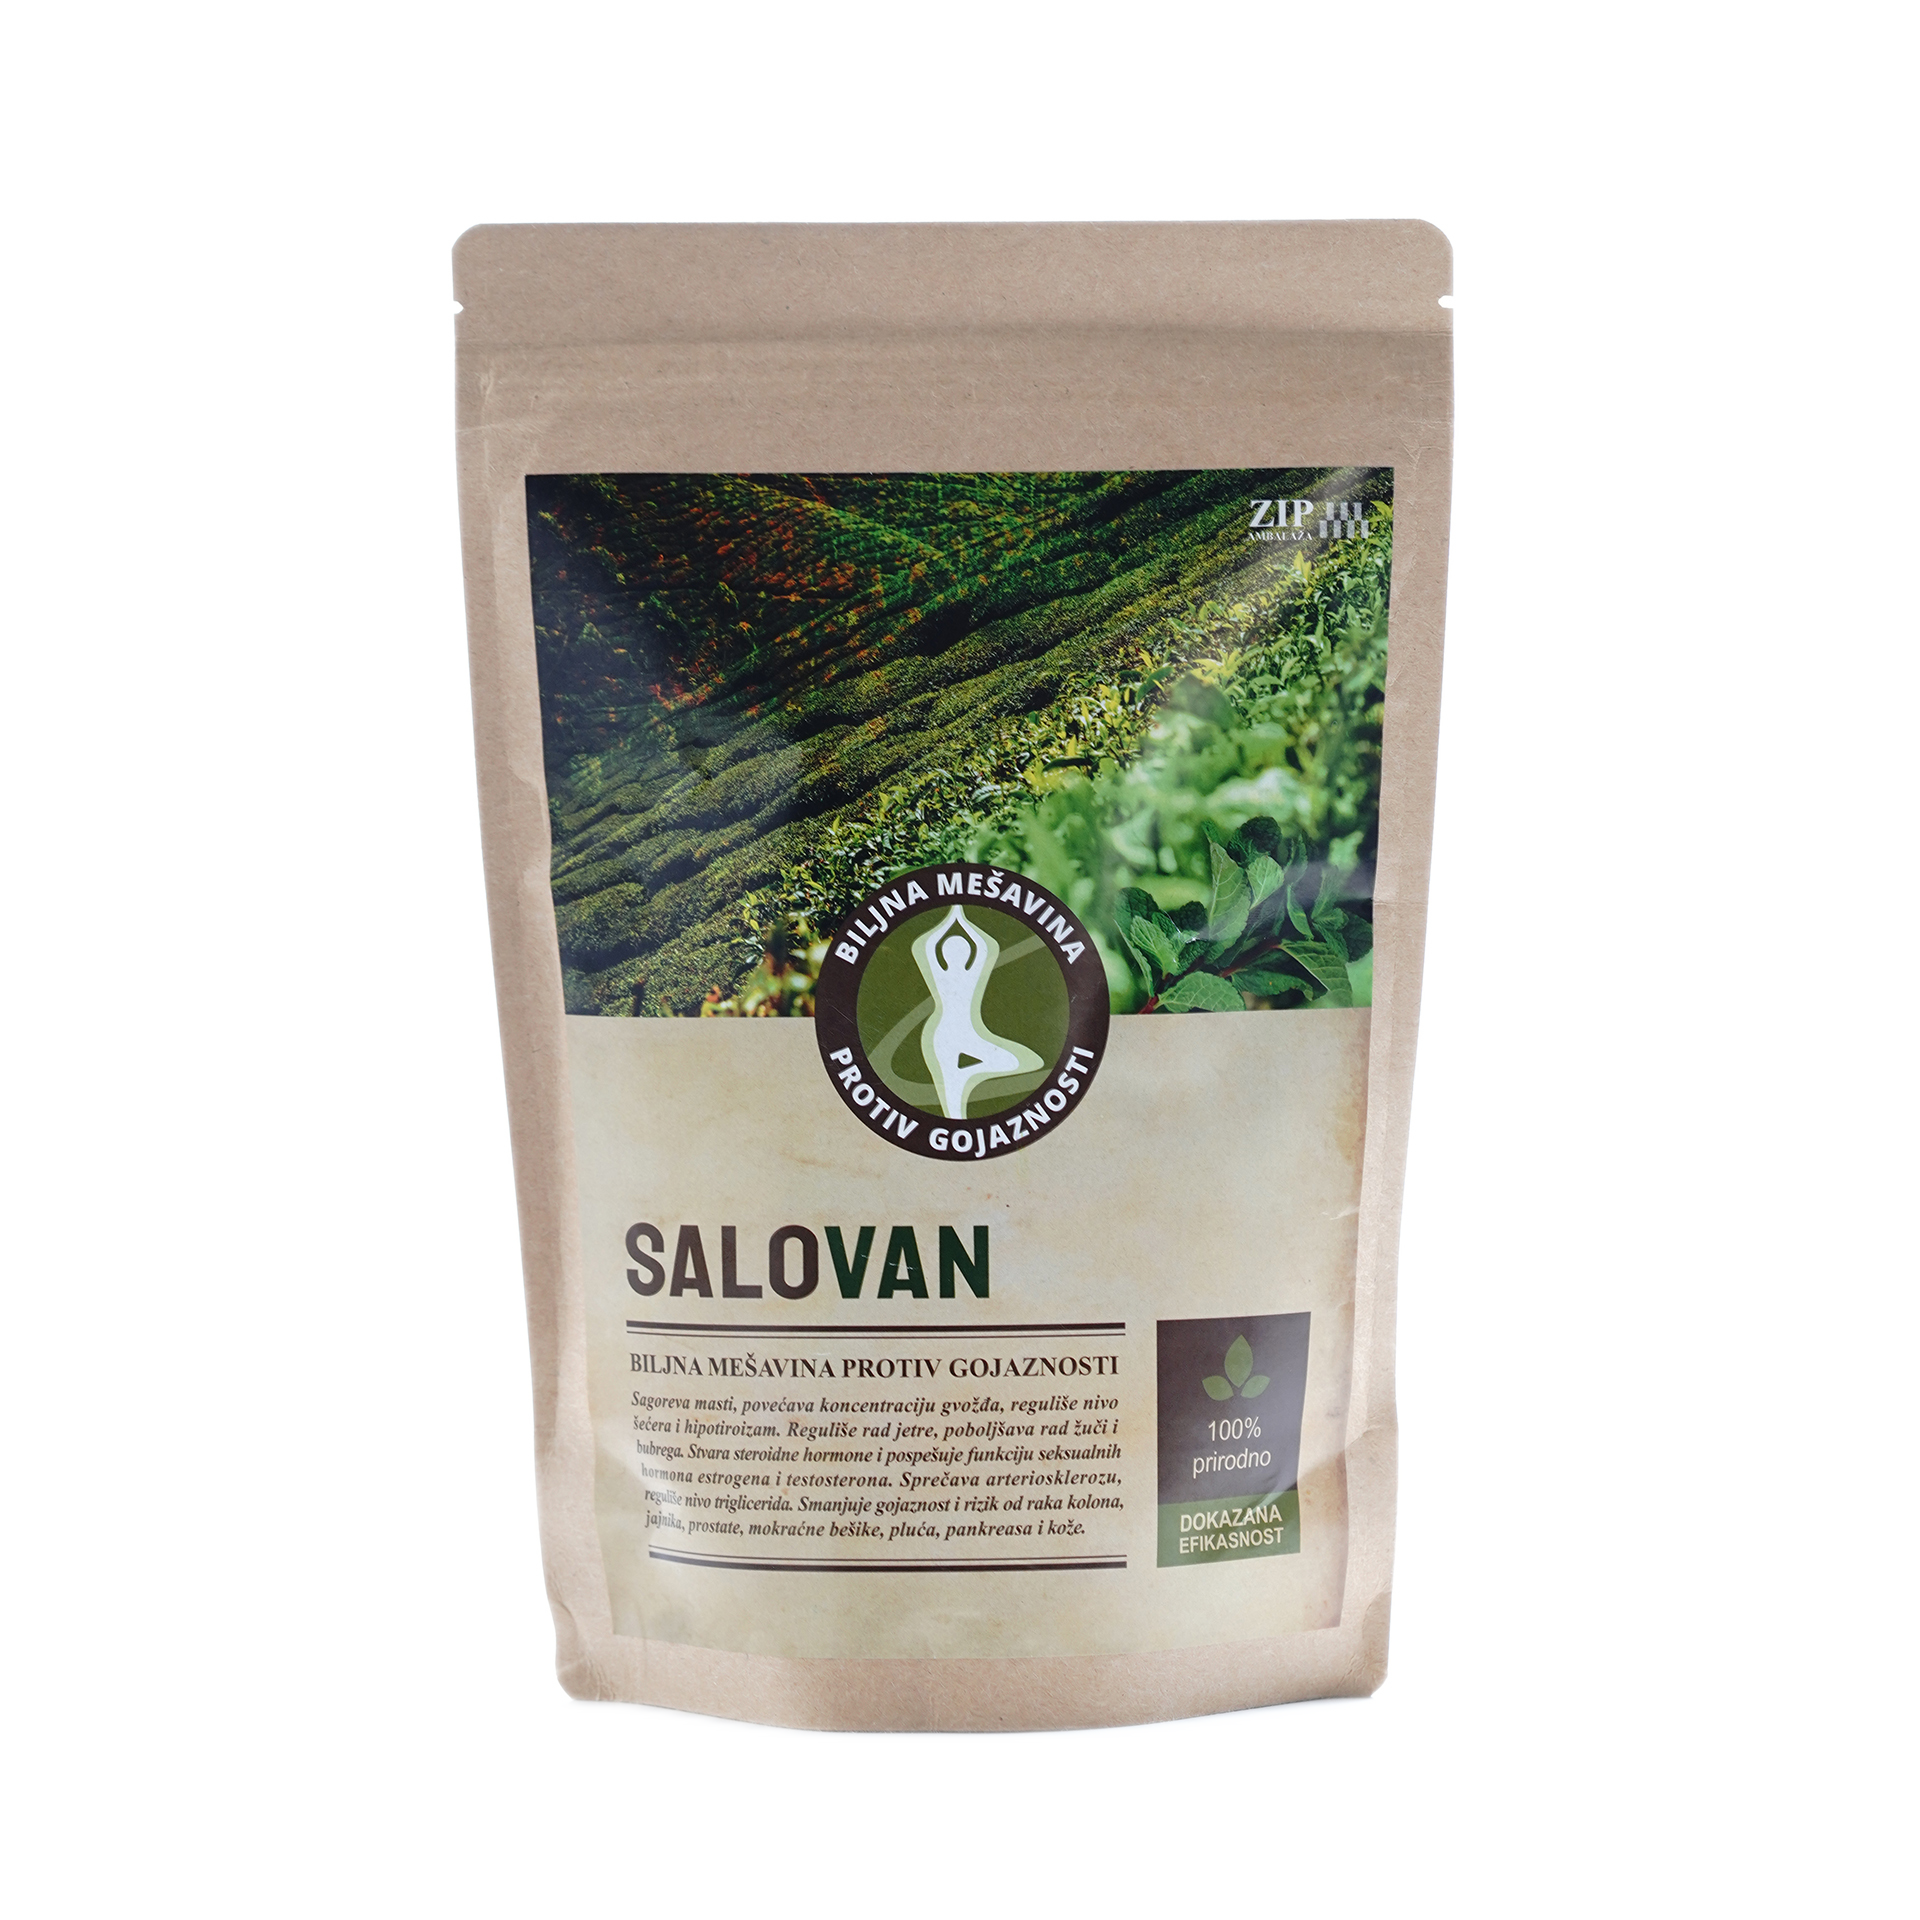 ZIP
AMBALAŽA
BILJNA MEŠAVINA
PROTIV GOJAZNOSTI
SALOVAN
BILJNA MEŠAVINA PROTIV GOJAZNOSTI
Sagoreva masti, povećava koncentraciju gvožđa, reguliše nivo
šećera i hipotiroizam. Reguliše rad jetre, poboljšava rad žuči i
bubrega. Stvara steroidne hormone i pospešuje funkciju seksualnih
hormona estrogena i testosterona. Sprečava arteriosklerozu,
reguliše nivo triglicerida. Smanjuje gojaznost i rizik od raka kolona,
jajnika, prostate, mokraćne bešike, pluća, pankreasa i kože.
100%
prirodno
DOKAZANA
EFIKASNOST